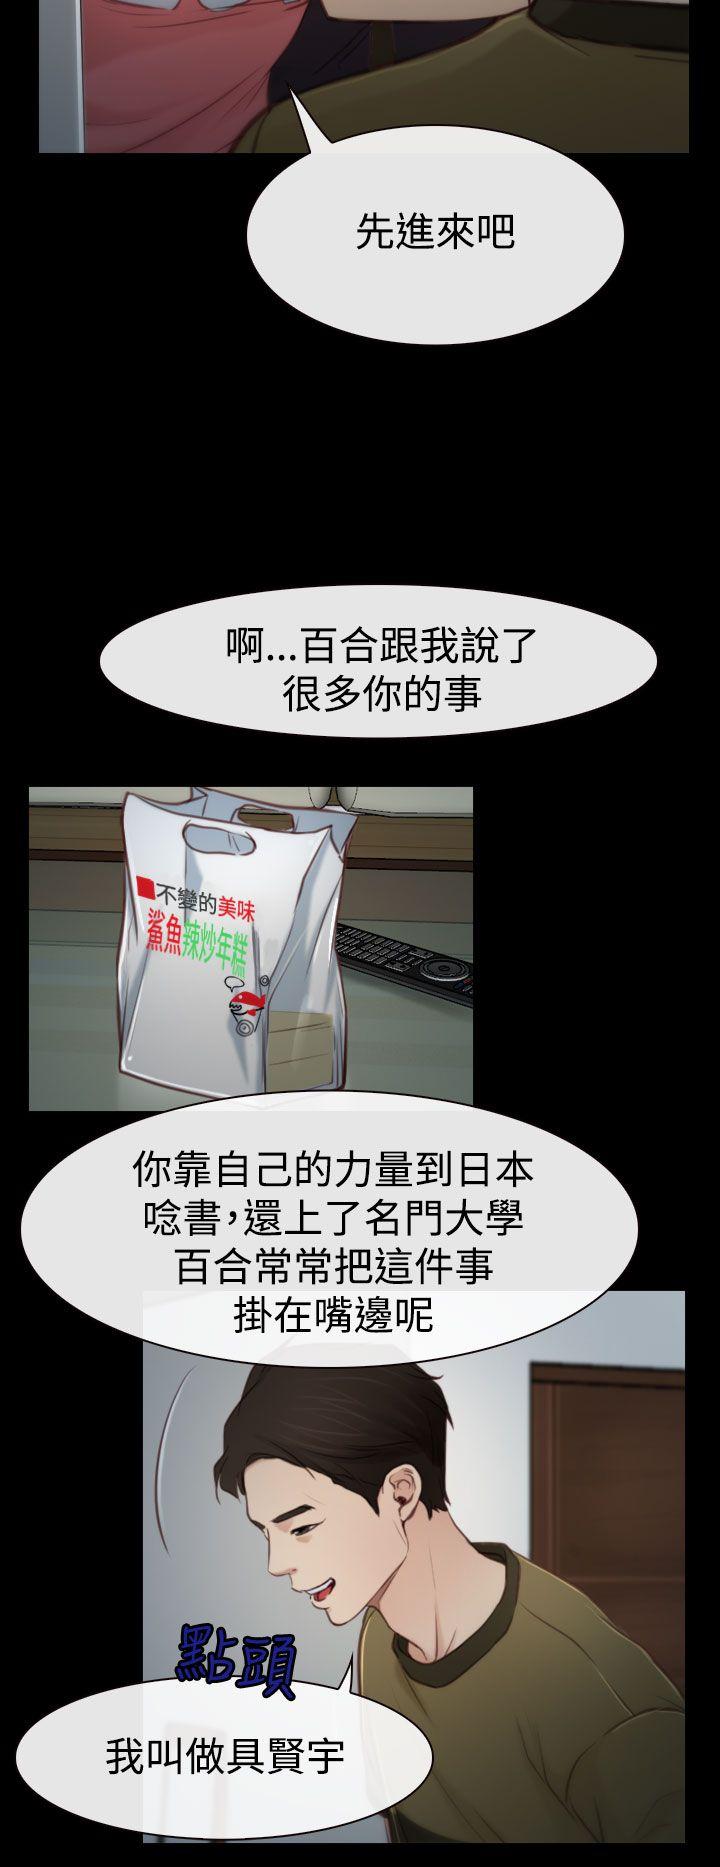 先進來吧
啊...百合跟我說了
很多你的事
不變的美味
鯊魚辣炒年糕
你靠自己的力量到日本
唸書,還上了名門大學
百合常常把這件事
掛在嘴邊呢
點頭
我叫做具賢宇